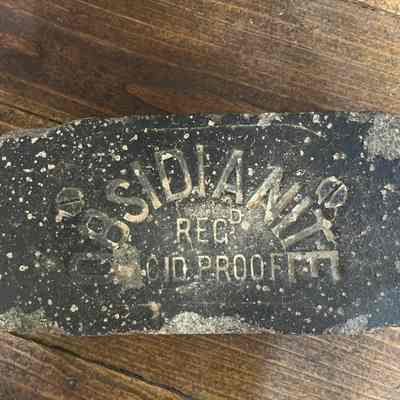 OBSIDIANITE
REGD
ACID PROOF